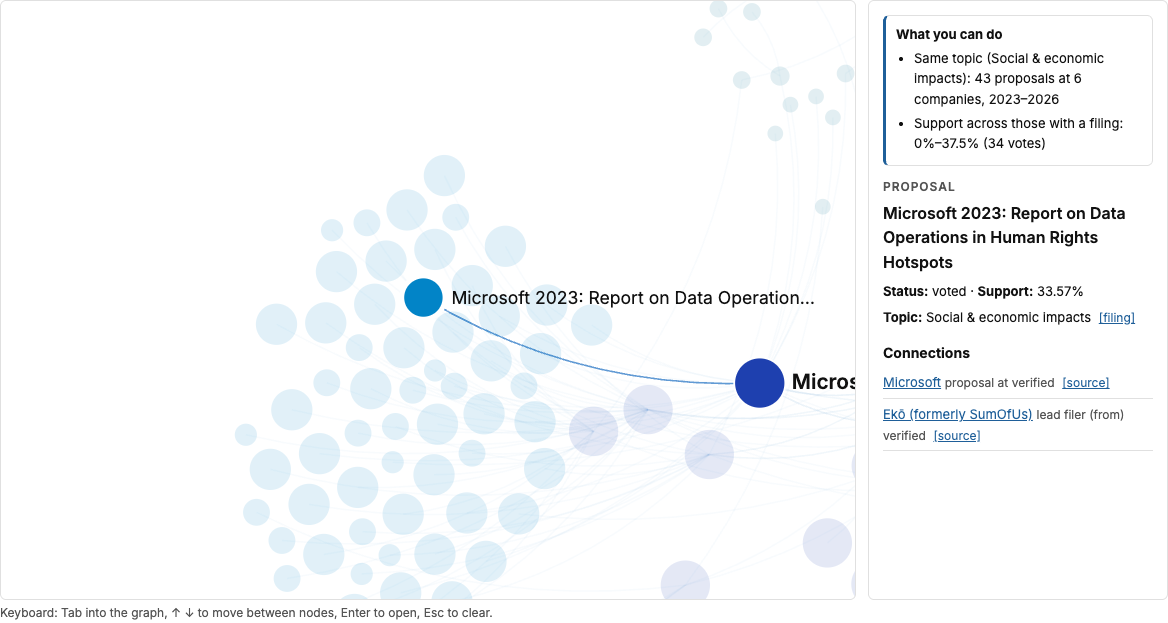 Microsoft 2023: Report on Data Operation...
Micros
Keyboard: Tab into the graph, ↑ ↓ to move between nodes, Enter to open, Esc to clear.
What you can do
• Same topic (Social & economic
impacts): 43 proposals at 6
companies, 2023–2026
• Support across those with a filing:
0%–37.5% (34 votes)
PROPOSAL
Microsoft 2023: Report on Data
Operations in Human Rights
Hotspots
Status: voted · Support: 33.57%
Topic: Social & economic impacts [filing]
Connections
Microsoft proposal at verified [source]
Ekō (formerly SumOfUs) lead filer (from)
verified [source]